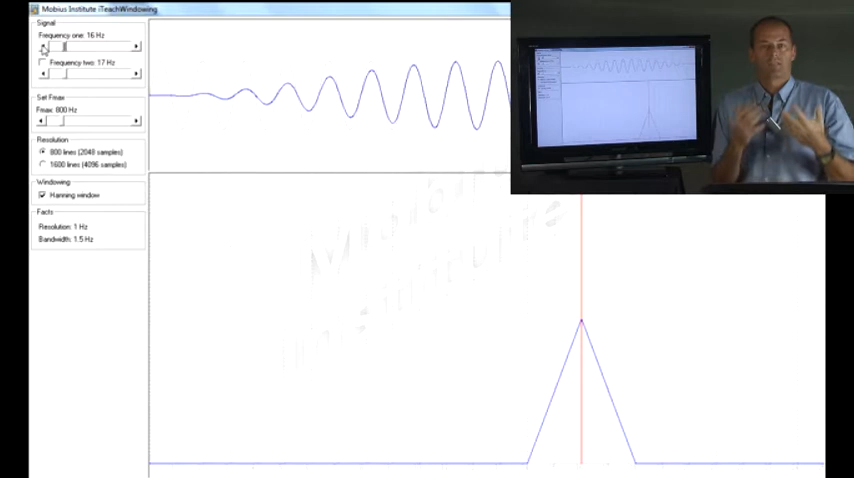 Mobius Institute iTeachWindowing
Signal
Frequency one: 16 Hz
Frequency two: 17 Hz
Set Fmax
Fmax: 800 Hz
Resolution
800 lines (2048 samples)
1600 lines (4096 samples)
Windowing
Hanning window
Facts
Resolution: 1 Hz
Bandwidth: 1.5 Hz